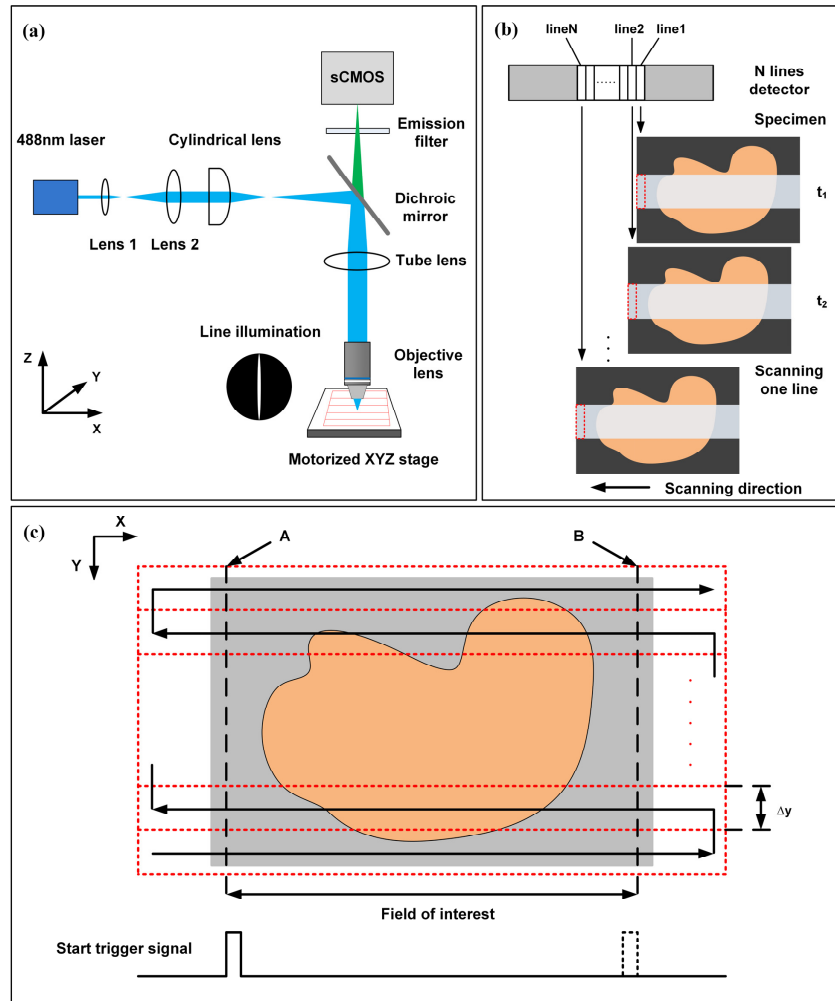 (a)
sCMOS
Emission
filter
488nm laser
Cylindrical lens
Dichroic
mirror
Lens 1
Lens 2
Tube lens
Line illumination
Objective
lens
Z
Y
X
Motorized XYZ stage
(b)
lineN
line2
line1
.....
N lines
detector
Specimen
t1
t2
Scanning
one line
Scanning direction
(c)
X
Y
A
B
Δy
Field of interest
Start trigger signal